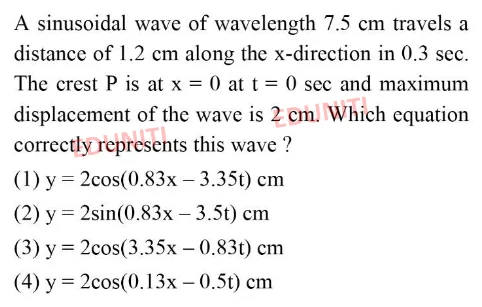 A sinusoidal wave of wavelength 7.5 cm travels a
distance of 1.2 cm along the x-direction in 0.3 sec.
The crest P is at x = 0 at t = 0 sec and maximum
displacement of the wave is 2 cm. Which equation
correctly represents this wave ?
(1) y = 2cos(0.83x – 3.35t) cm
(2) y = 2sin(0.83x – 3.5t) cm
(3) y = 2cos(3.35x – 0.83t) cm
(4) y = 2cos(0.13x – 0.5t) cm
EDUNITI
EDUNITI